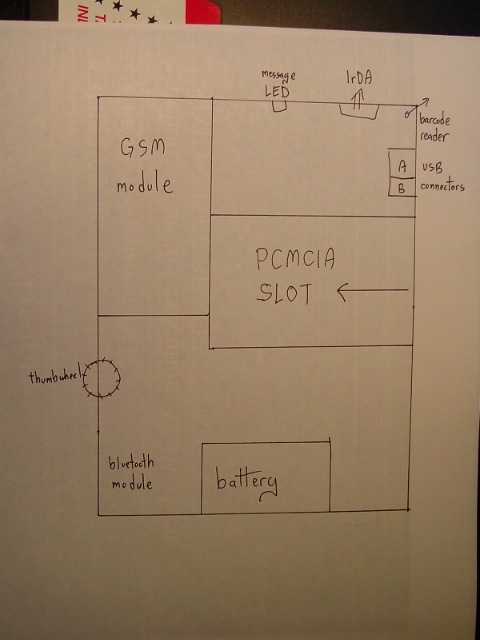 message
LED
IrDA
barcode
reader
GSM
module
A
B
USB
connectors
PCMCIA
SLOT
thumbwheel
bluetooth
module
battery